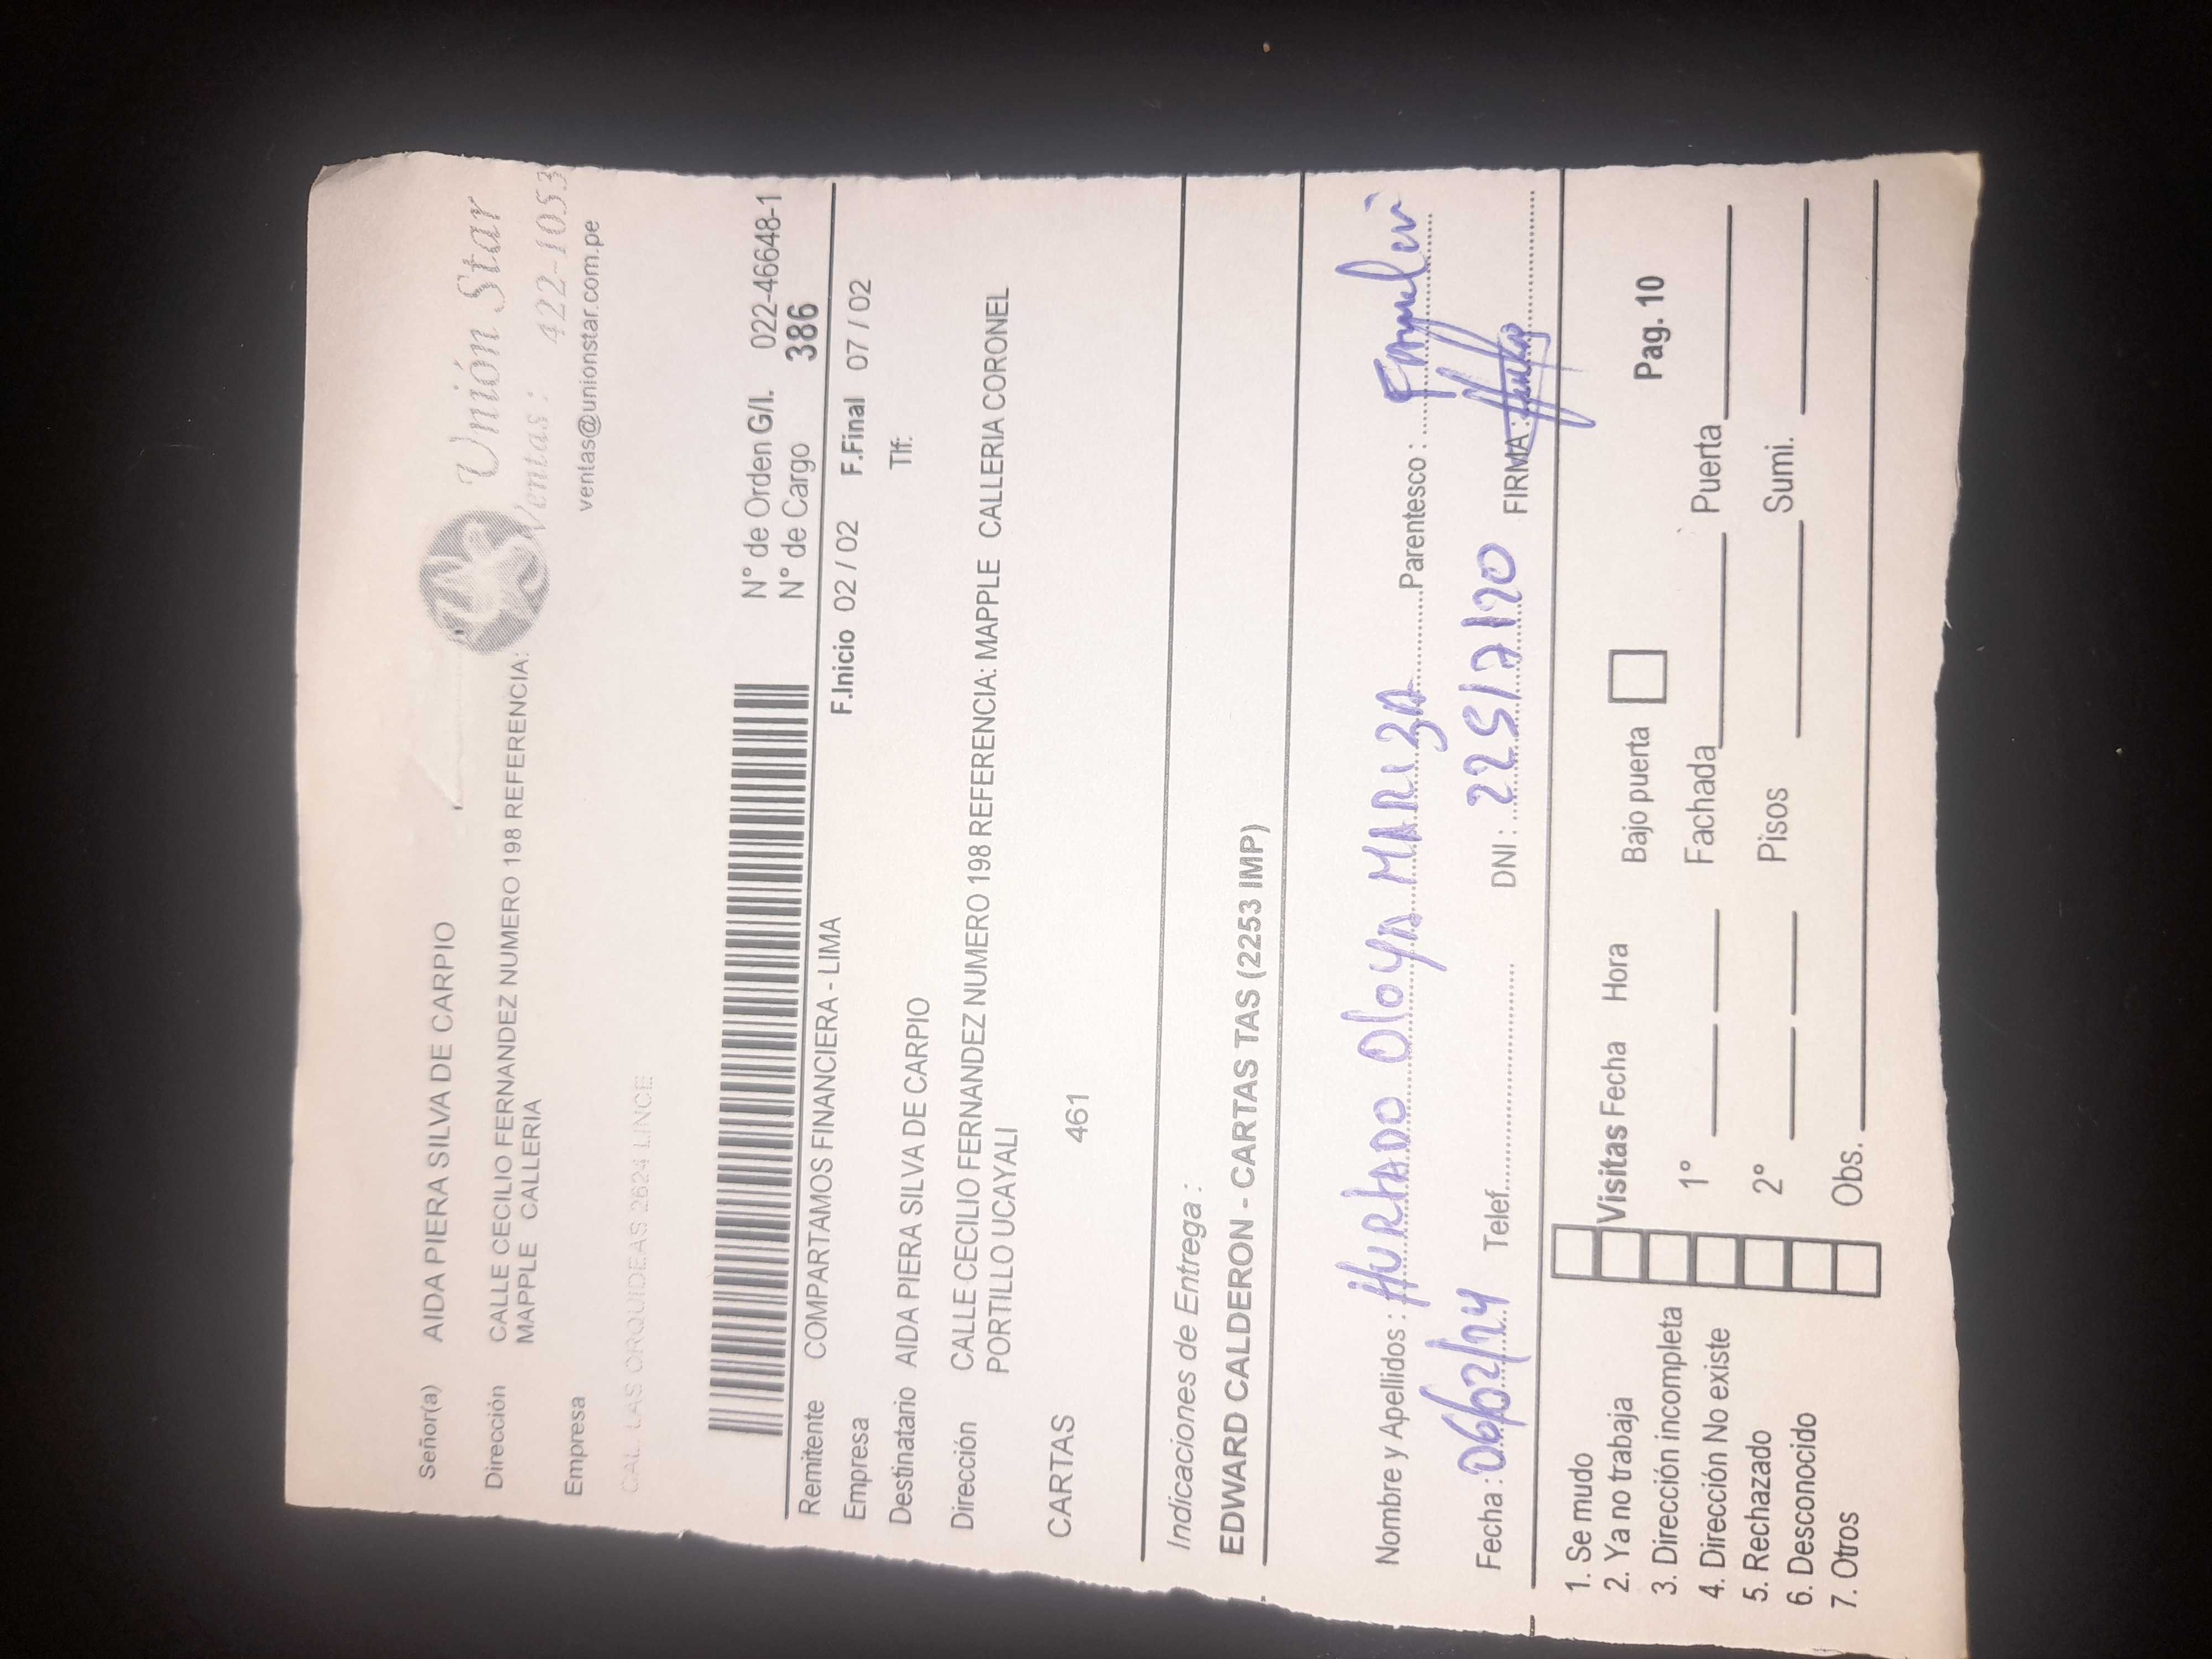 Unión Star
Ventas: 422-1053
ventas@unionstar.com.pe
Señor(a) AIDA PIERA SILVA DE CARPIO
Dirección CALLE CECILIO FERNANDEZ NUMERO 198 REFERENCIA:
MAPPLE CALLERIA
Empresa
CAL. LAS ORQUIDEAS 2624 LINCE
N° de Orden G/I. 022-46648-1
N° de Cargo 386
Remitente COMPARTAMOS FINANCIERA - LIMA F.Inicio 02 / 02 F.Final 07 / 02
Empresa Tlf:
Destinatario AIDA PIERA SILVA DE CARPIO
Dirección CALLE CECILIO FERNANDEZ NUMERO 198 REFERENCIA: MAPPLE CALLERIA CORONEL
PORTILLO UCAYALI
CARTAS 461
Indicaciones de Entrega :
EDWARD CALDERON - CARTAS TAS (2253 IMP)
Nombre y Apellidos : HURTADO OLOYA MARIZA Parentesco :
Fecha : 06/02/24 Telef. DNI : FIRMA :
1. Se mudo
2. Ya no trabaja Visitas Fecha Hora Bajo puerta Pag. 10
3. Dirección incompleta
4. Dirección No existe 1° Fachada Puerta
5. Rechazado 2° Pisos Sumi.
6. Desconocido
7. Otros Obs.